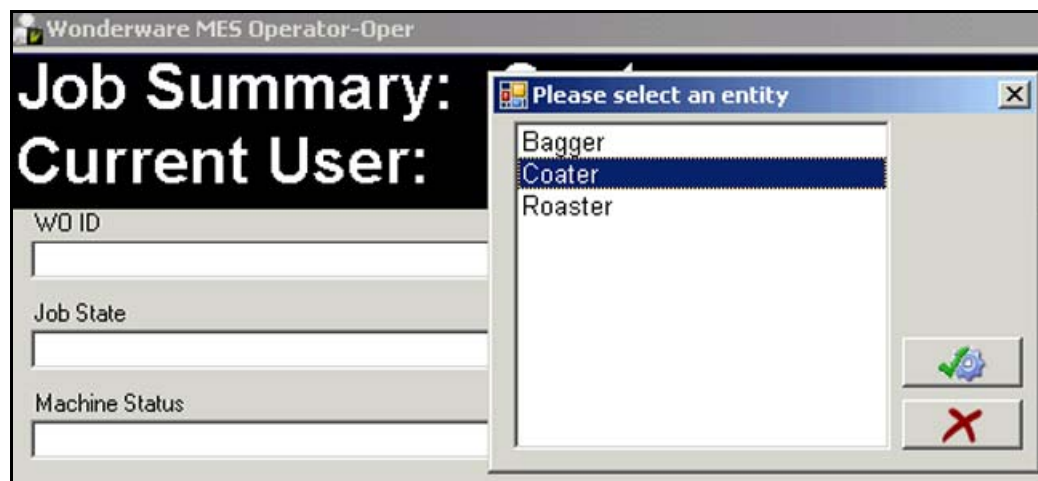 Wonderware MES Operator-Oper
Job Summary:
Current User:
WO ID
Job State
Machine Status
Please select an entity
Bagger
Coater
Roaster